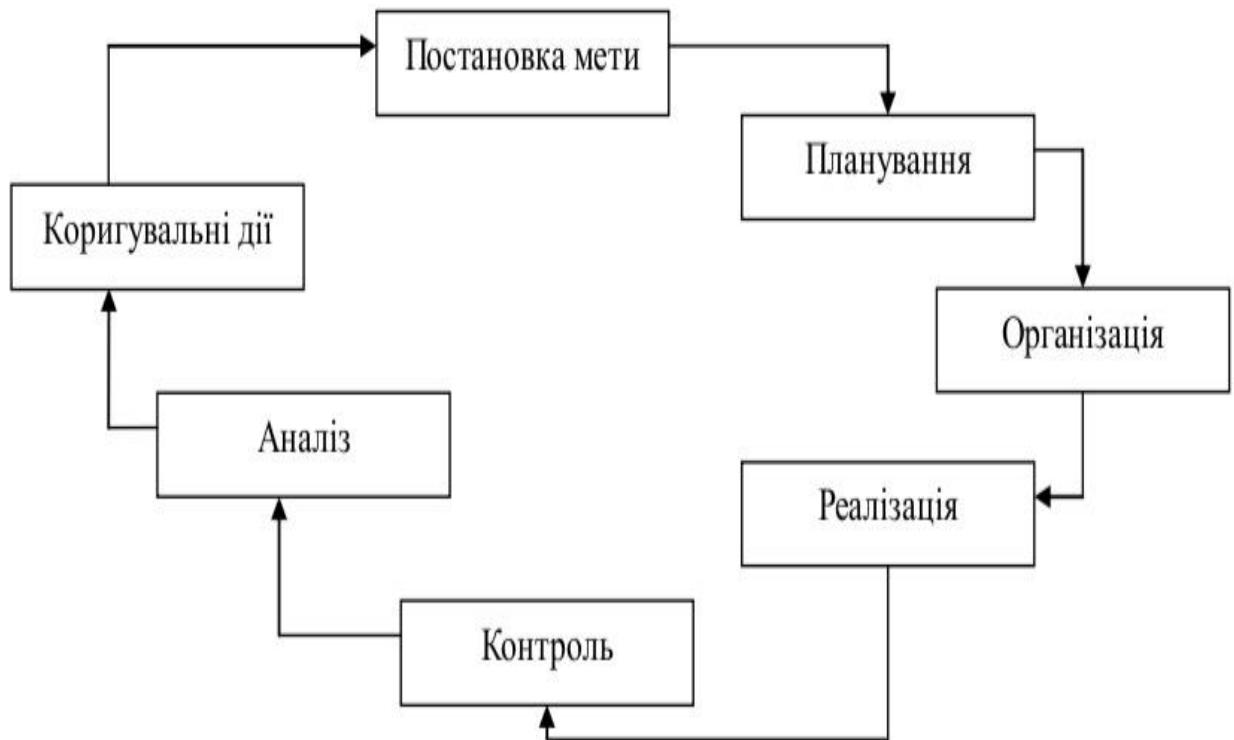 Постановка мети
Планування
Організація
Реалізація
Контроль
Аналіз
Коригувальні дії